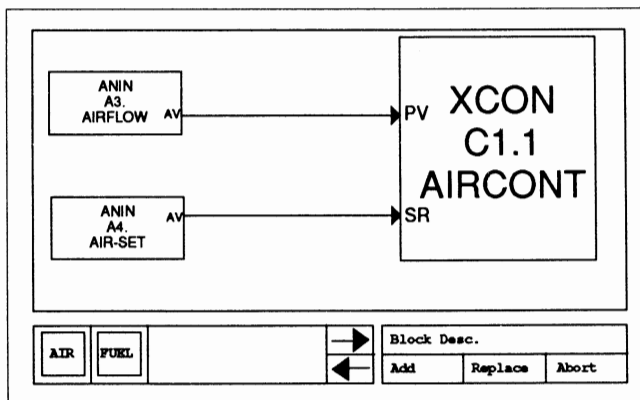 ANIN
A3.
AIRFLOW
AV
PV
XCON
C1.1
AIRCONT
ANIN
A4.
AIR-SET
AV
SR
AIR
FUEL
Block Desc.
Add
Replace
Abort